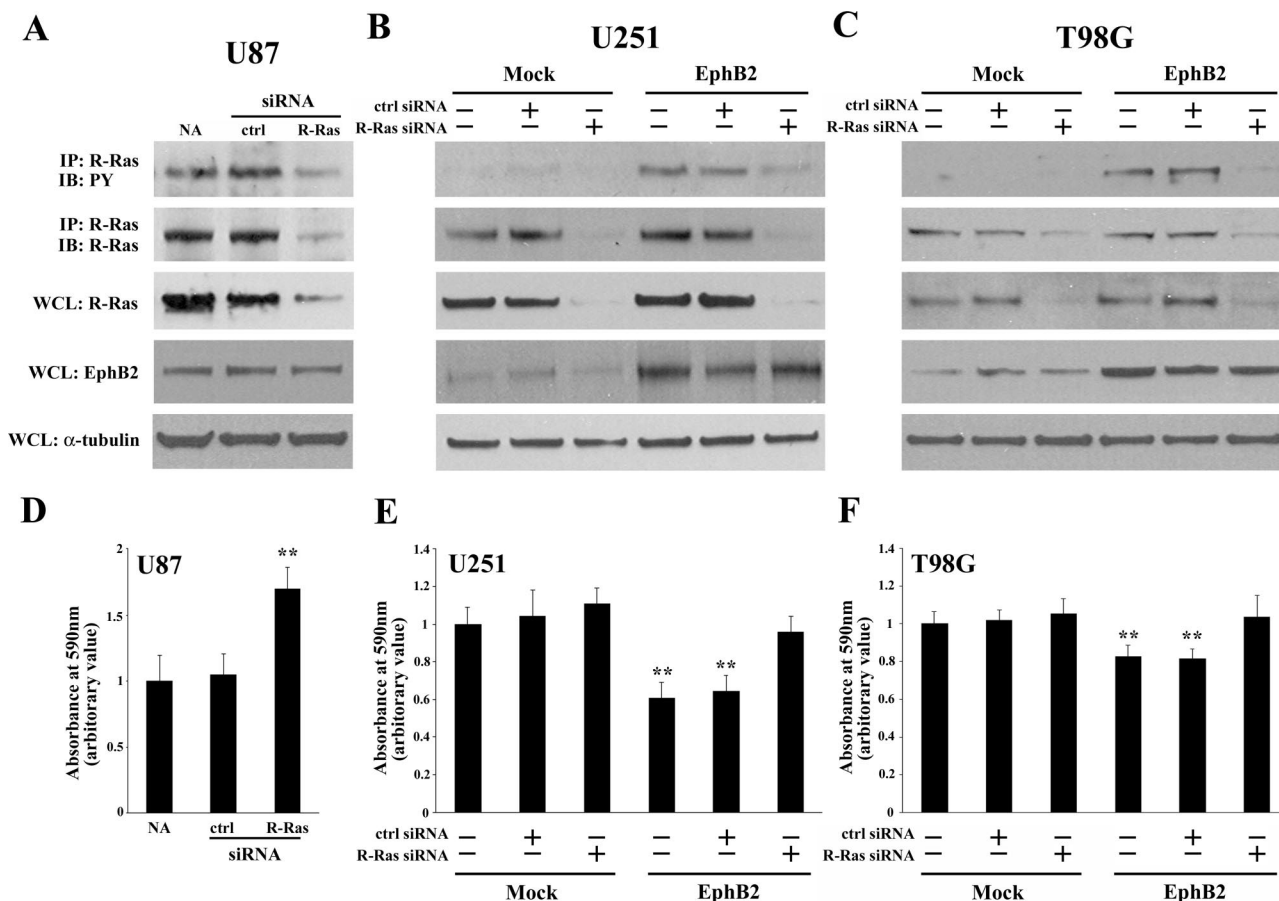 A
U87
siRNA
NA ctrl R-Ras
IP: R-Ras
IB: PY
IP: R-Ras
IB: R-Ras
WCL: R-Ras
WCL: EphB2
WCL: α-tubulin
B
U251
Mock EphB2
ctrl siRNA – + – – + –
R-Ras siRNA – – + – – +
C
T98G
Mock EphB2
ctrl siRNA – + – – + –
R-Ras siRNA – – + – – +
D
U87
Absorbance at 590nm
(arbitorary value)
2
1.5
1
0.5
0
**
NA ctrl R-Ras
siRNA
E
U251
Absorbance at 590nm
(arbitorary value)
1.4
1.2
1
0.8
0.6
0.4
0.2
0
** **
ctrl siRNA – + – – + –
R-Ras siRNA – – + – – +
Mock EphB2
F
T98G
Absorbance at 590nm
(arbitorary value)
1.4
1.2
1
0.8
0.6
0.4
0.2
0
** **
ctrl siRNA – + – – + –
R-Ras siRNA – – + – – +
Mock EphB2